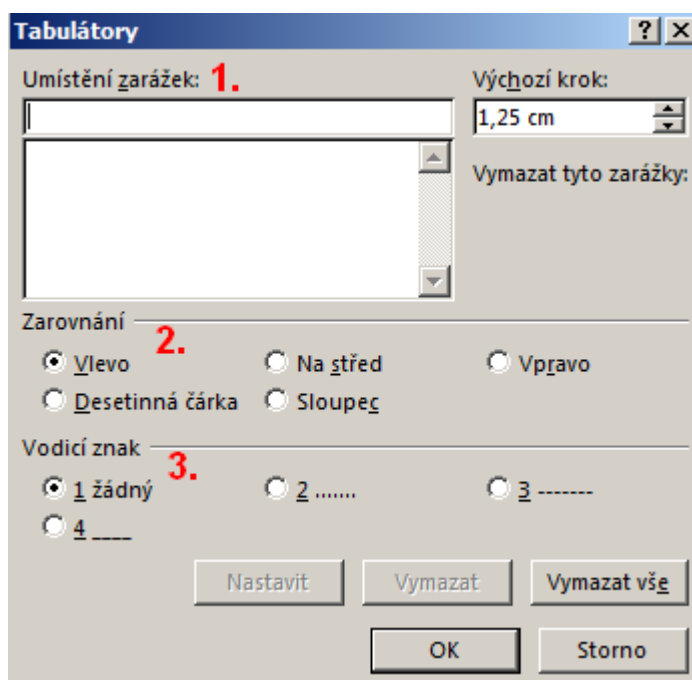 Tabulátory
Umístění zarážek: 1.
Výchozí krok:
1,25 cm
Vymazat tyto zarážky:
Zarovnání 2.
Vlevo Na střed Vpravo
Desetinná čárka Sloupec
Vodicí znak 3.
1 žádný 2 ....... 3 -------
4 ____
Nastavit Vymazat Vymazat vše
OK Storno